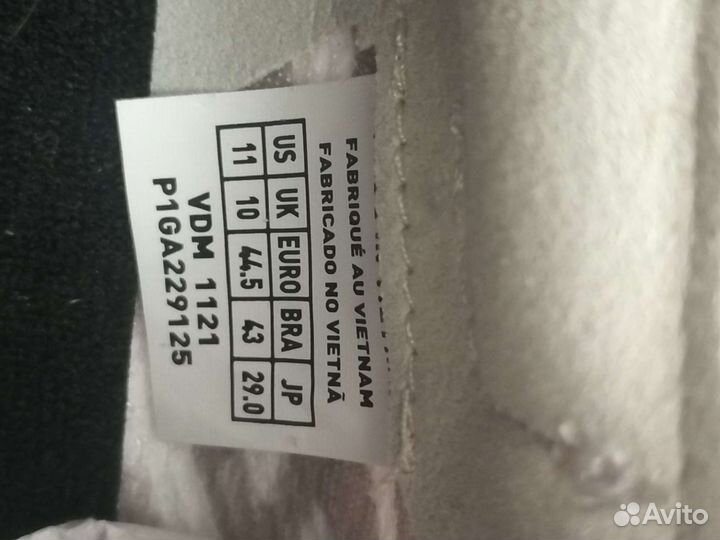 FABRIQUÉ AU VIETNAM
FABRICADO NO VIETNÃ
US UK EURO BRA JP
11 10 44.5 43 29.0
VDM 1121
P1GA229125
Avito